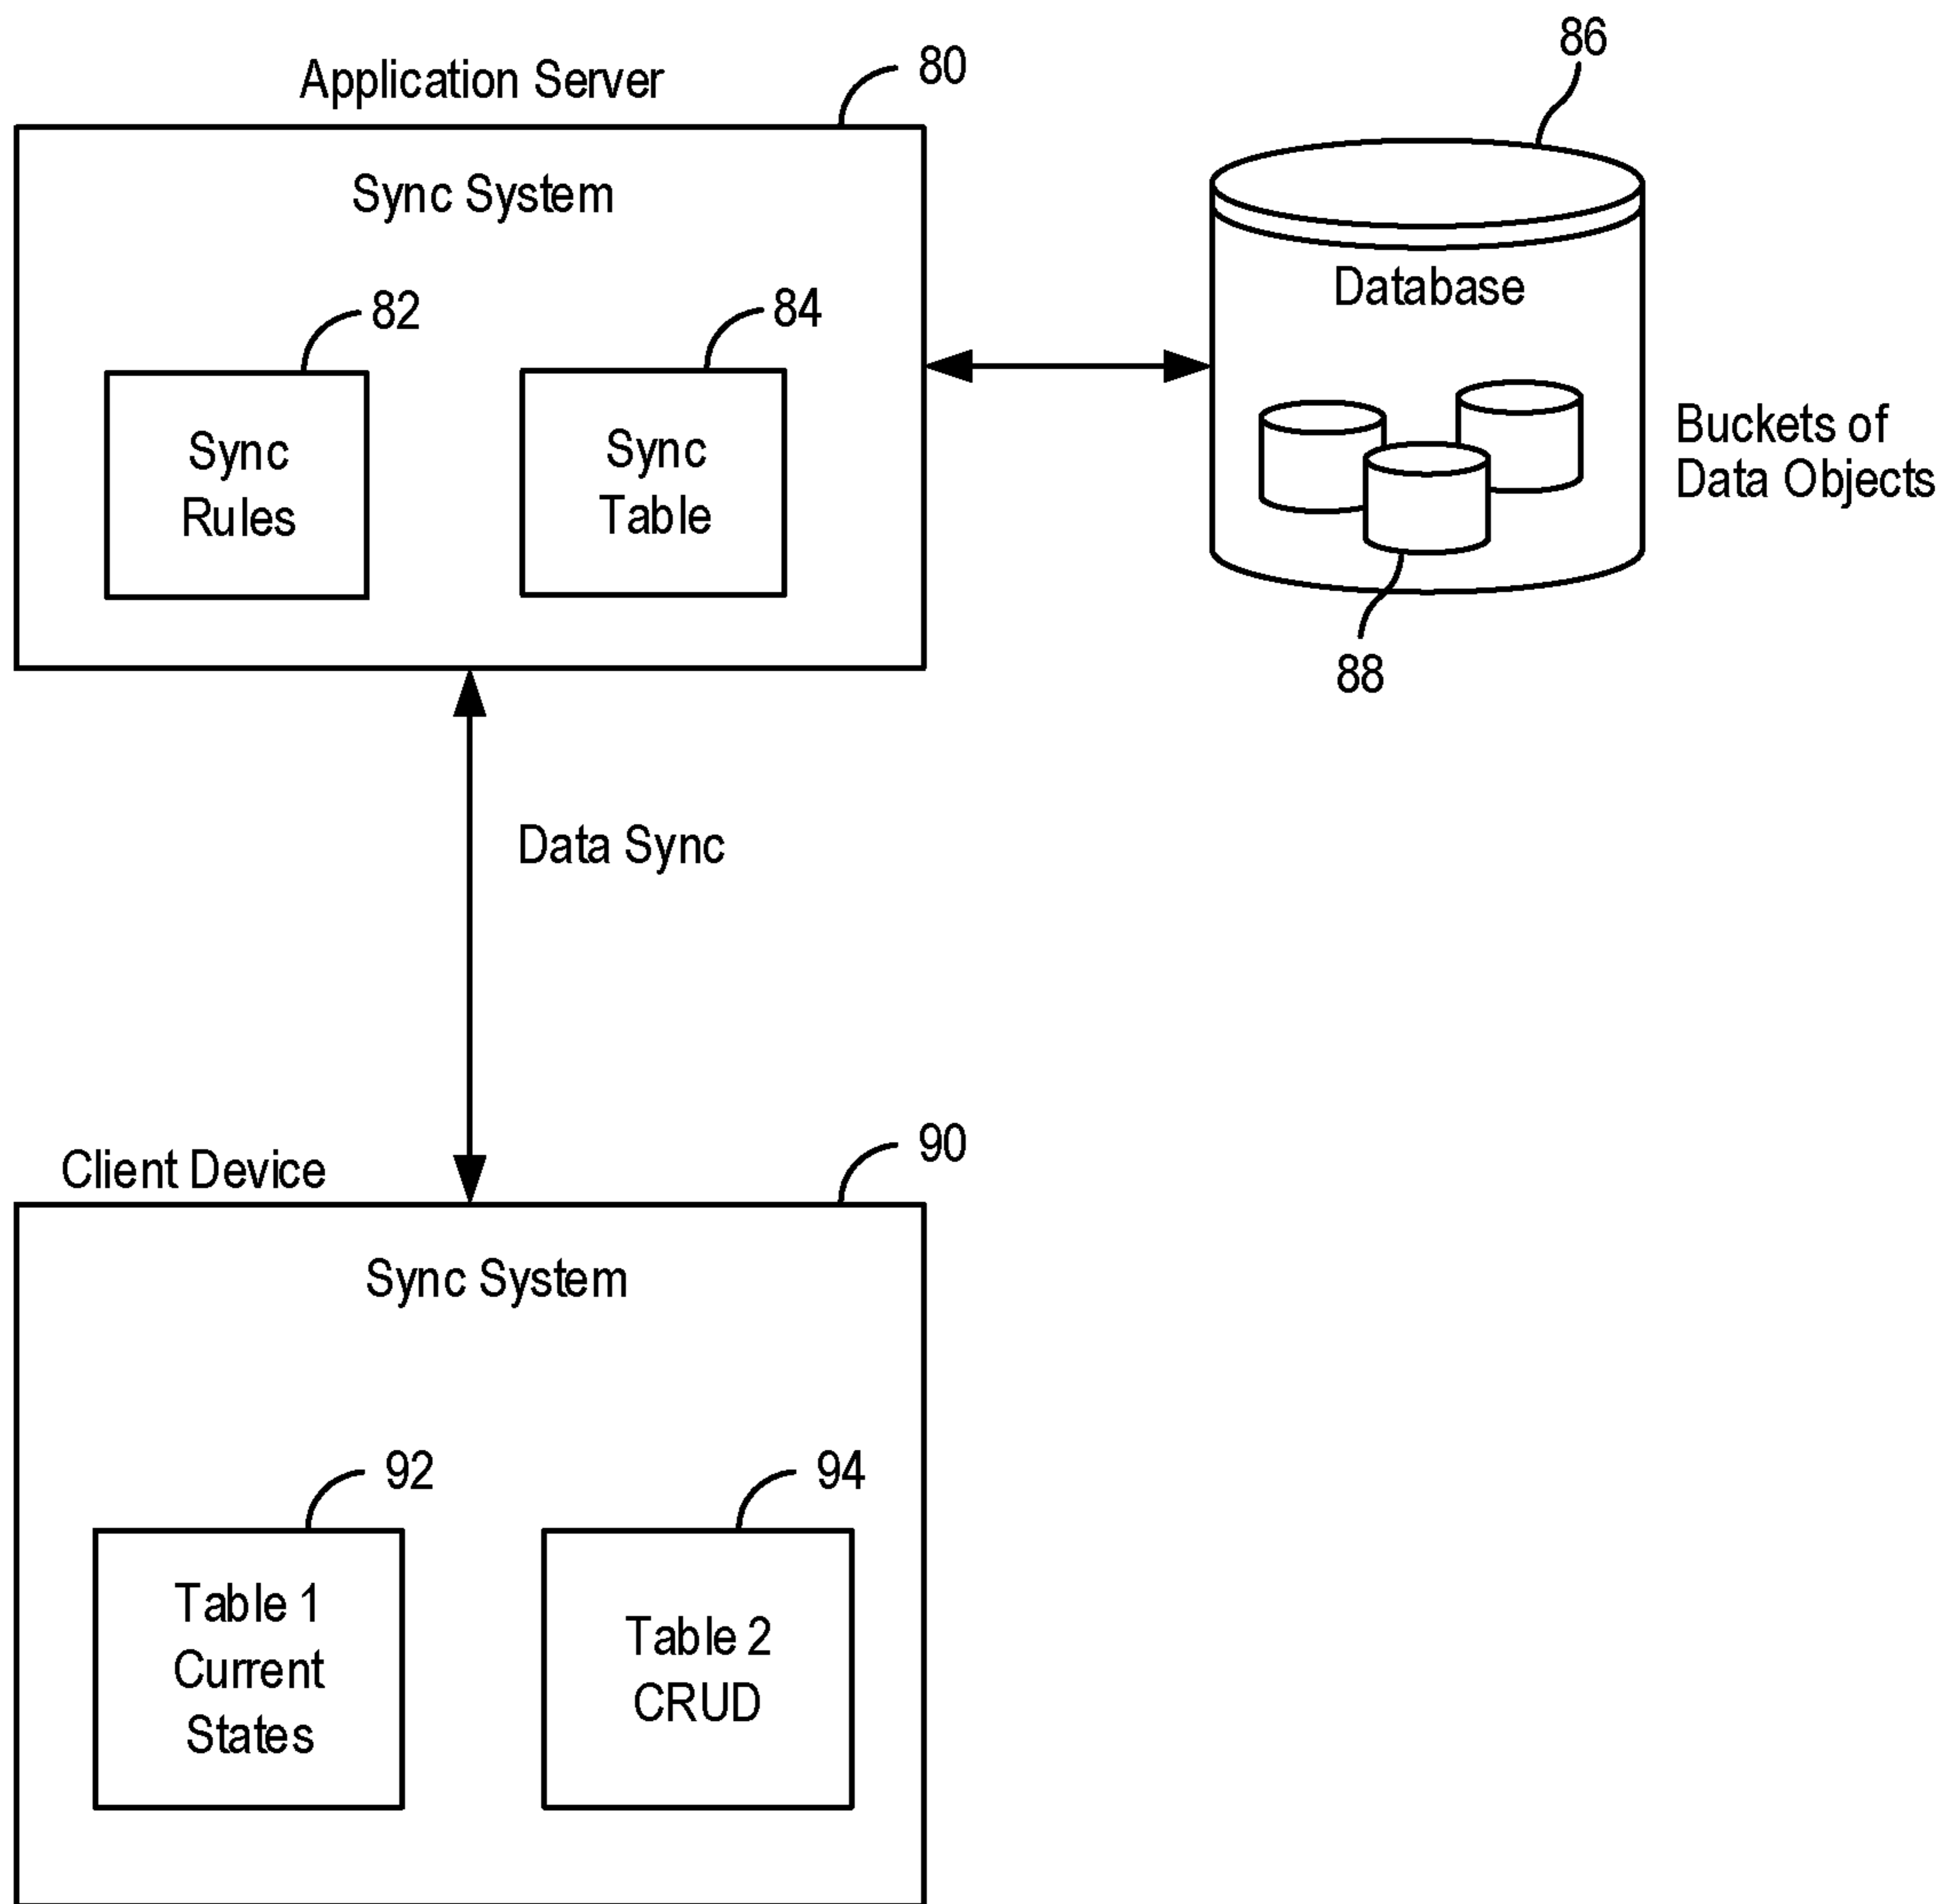 86
Application Server
80
Sync System
Database
82
84
Sync
Rules
Sync
Table
Buckets of
Data Objects
88
Data Sync
Client Device
90
Sync System
92
94
Table 1
Current
States
Table 2
CRUD